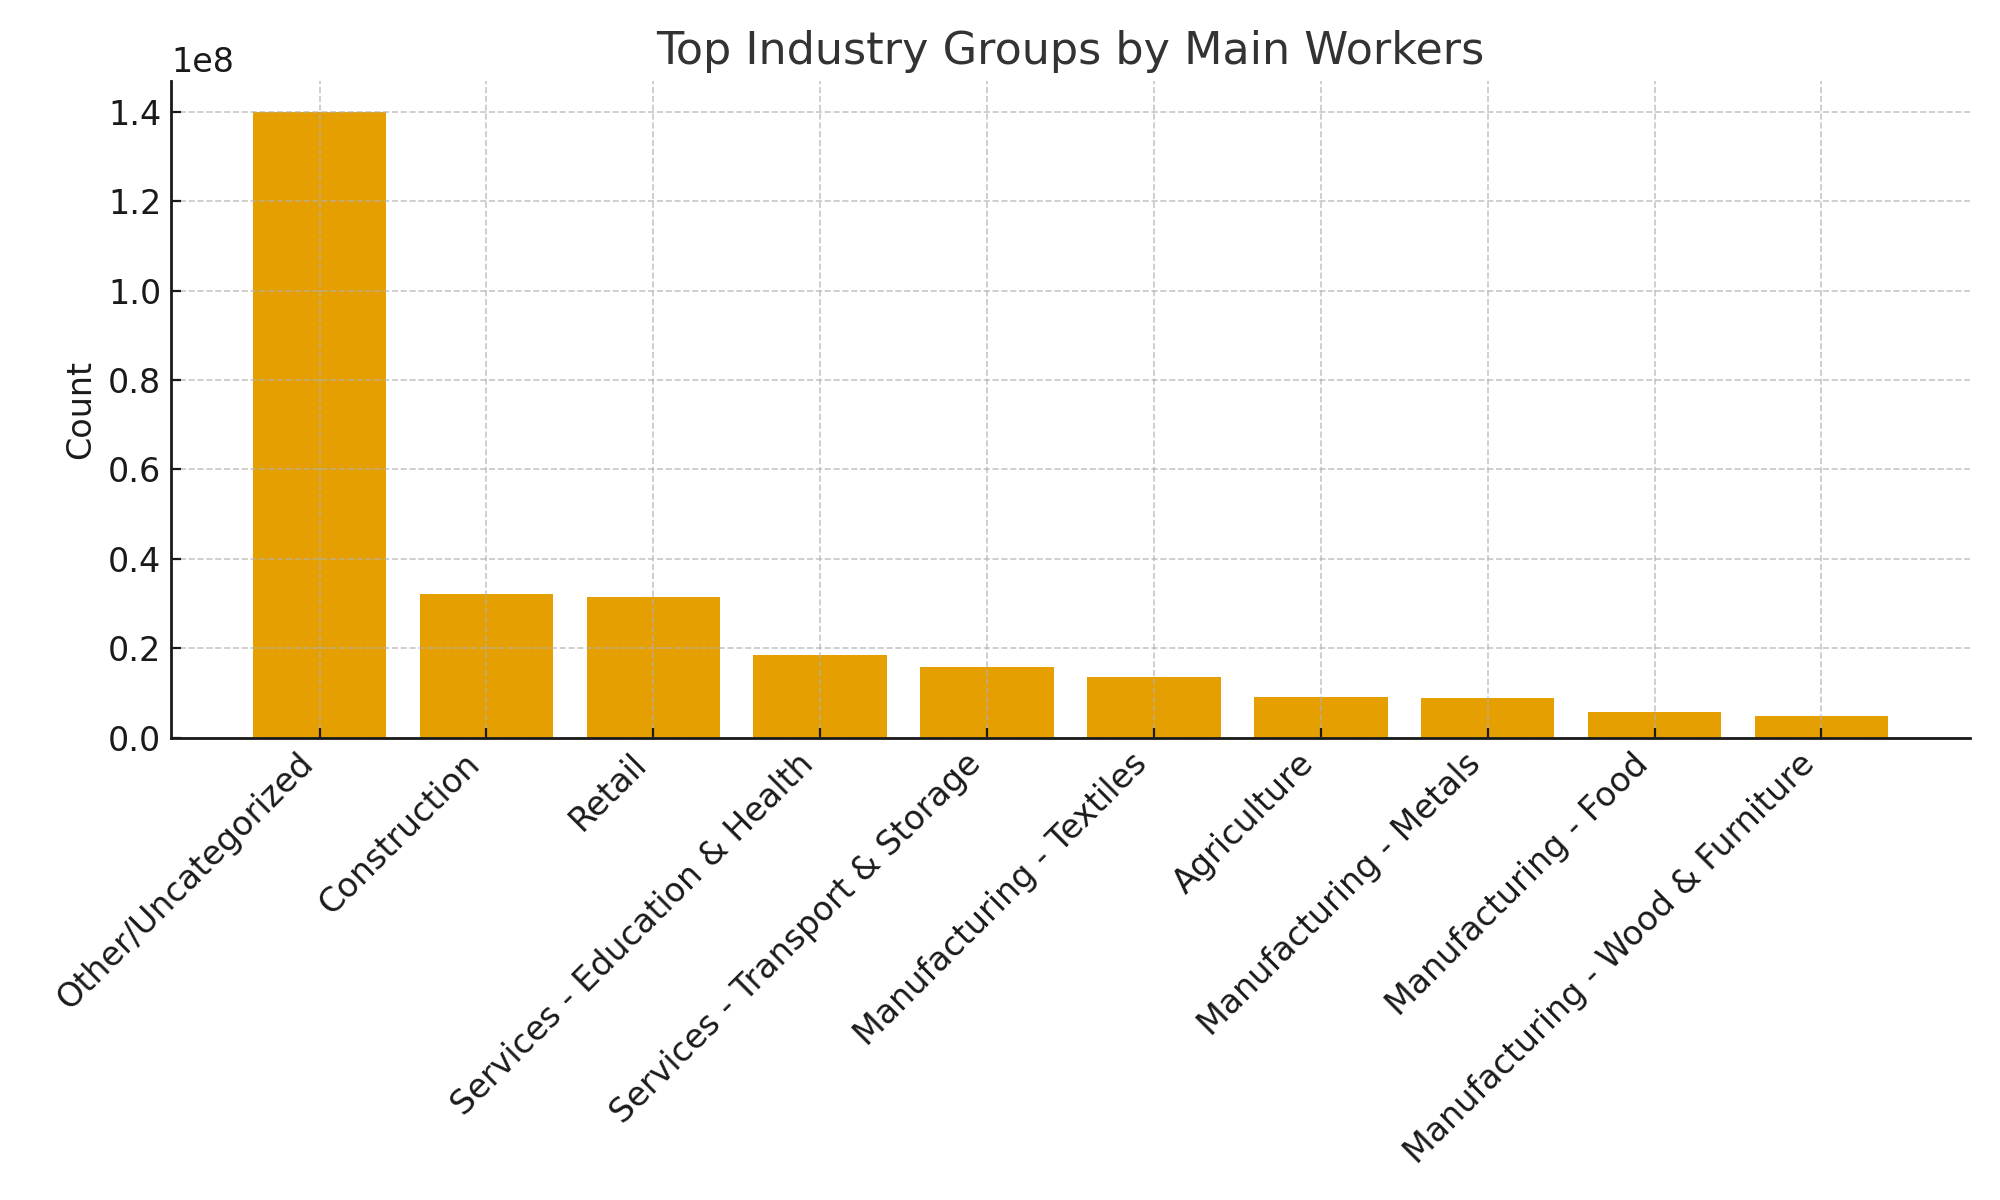 Top Industry Groups by Main Workers
1e8
1.4
1.2
1.0
0.8
0.6
0.4
0.2
0.0
Count
Other/Uncategorized
Construction
Retail
Services - Education & Health
Services - Transport & Storage
Manufacturing - Textiles
Agriculture
Manufacturing - Metals
Manufacturing - Food
Manufacturing - Wood & Furniture